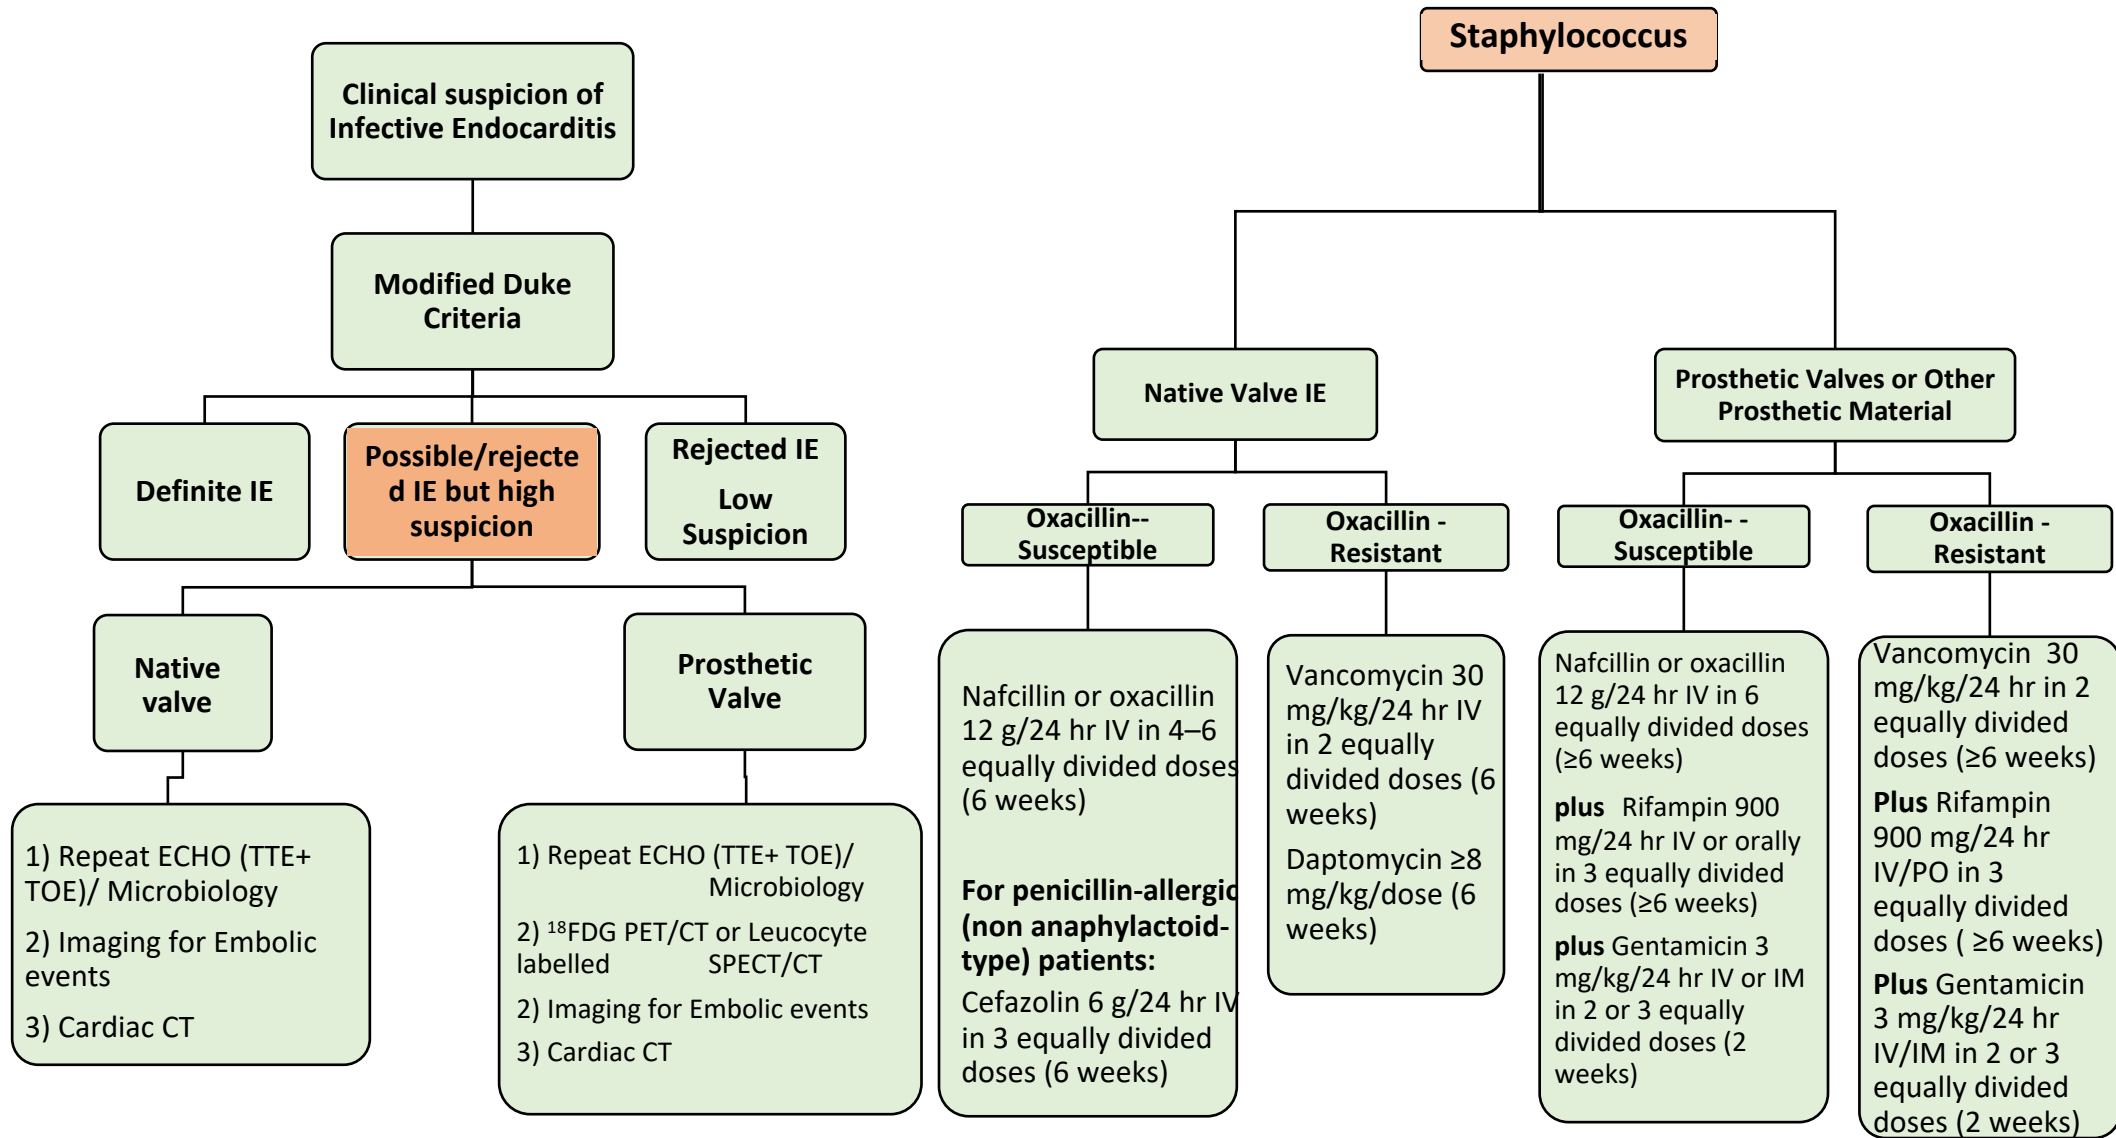 Clinical suspicion of
Infective Endocarditis
Modified Duke
Criteria
Definite IE
Possible/rejecte
d IE but high
suspicion
Rejected IE
Low
Suspicion
Native
valve
Prosthetic
Valve
1) Repeat ECHO (TTE+
TOE)/ Microbiology
2) Imaging for Embolic
events
3) Cardiac CT
1) Repeat ECHO (TTE+ TOE)/
Microbiology
2) ¹⁸FDG PET/CT or Leucocyte
labelled SPECT/CT
2) Imaging for Embolic events
3) Cardiac CT
Staphylococcus
Native Valve IE
Prosthetic Valves or Other
Prosthetic Material
Oxacillin--
Susceptible
Oxacillin -
Resistant
Oxacillin- -
Susceptible
Oxacillin -
Resistant
Nafcillin or oxacillin
12 g/24 hr IV in 4–6
equally divided doses
(6 weeks)
For penicillin-allergic
(non anaphylactoid-
type) patients:
Cefazolin 6 g/24 hr IV
in 3 equally divided
doses (6 weeks)
Vancomycin 30
mg/kg/24 hr IV
in 2 equally
divided doses (6
weeks)
Daptomycin ≥8
mg/kg/dose (6
weeks)
Nafcillin or oxacillin
12 g/24 hr IV in 6
equally divided doses
(≥6 weeks)
plus Rifampin 900
mg/24 hr IV or orally
in 3 equally divided
doses (≥6 weeks)
plus Gentamicin 3
mg/kg/24 hr IV or IM
in 2 or 3 equally
divided doses (2
weeks)
Vancomycin 30
mg/kg/24 hr in 2
equally divided
doses (≥6 weeks)
Plus Rifampin
900 mg/24 hr
IV/PO in 3
equally divided
doses ( ≥6 weeks)
Plus Gentamicin
3 mg/kg/24 hr
IV/IM in 2 or 3
equally divided
doses (2 weeks)